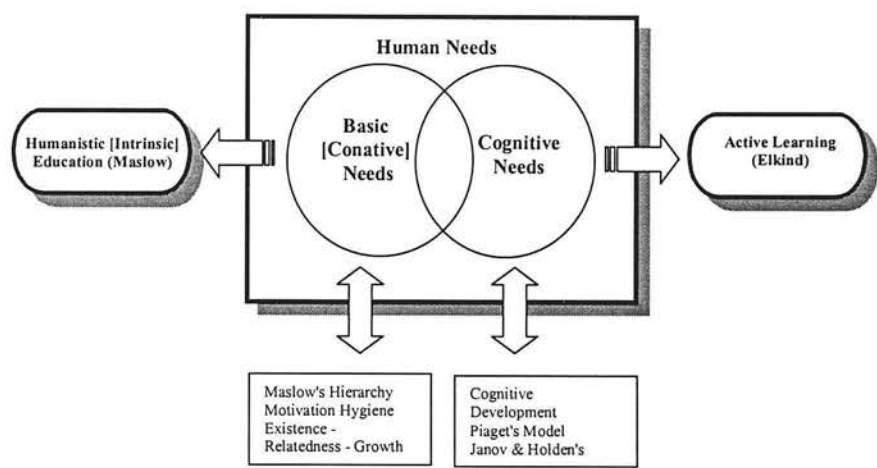 Human Needs
Humanistic [Intrinsic]
Education (Maslow)
Basic
[Conative]
Needs
Cognitive
Needs
Active Learning
(Elkind)
Maslow's Hierarchy
Motivation Hygiene
Existence -
Relatedness - Growth
Cognitive
Development
Piaget's Model
Janov & Holden's